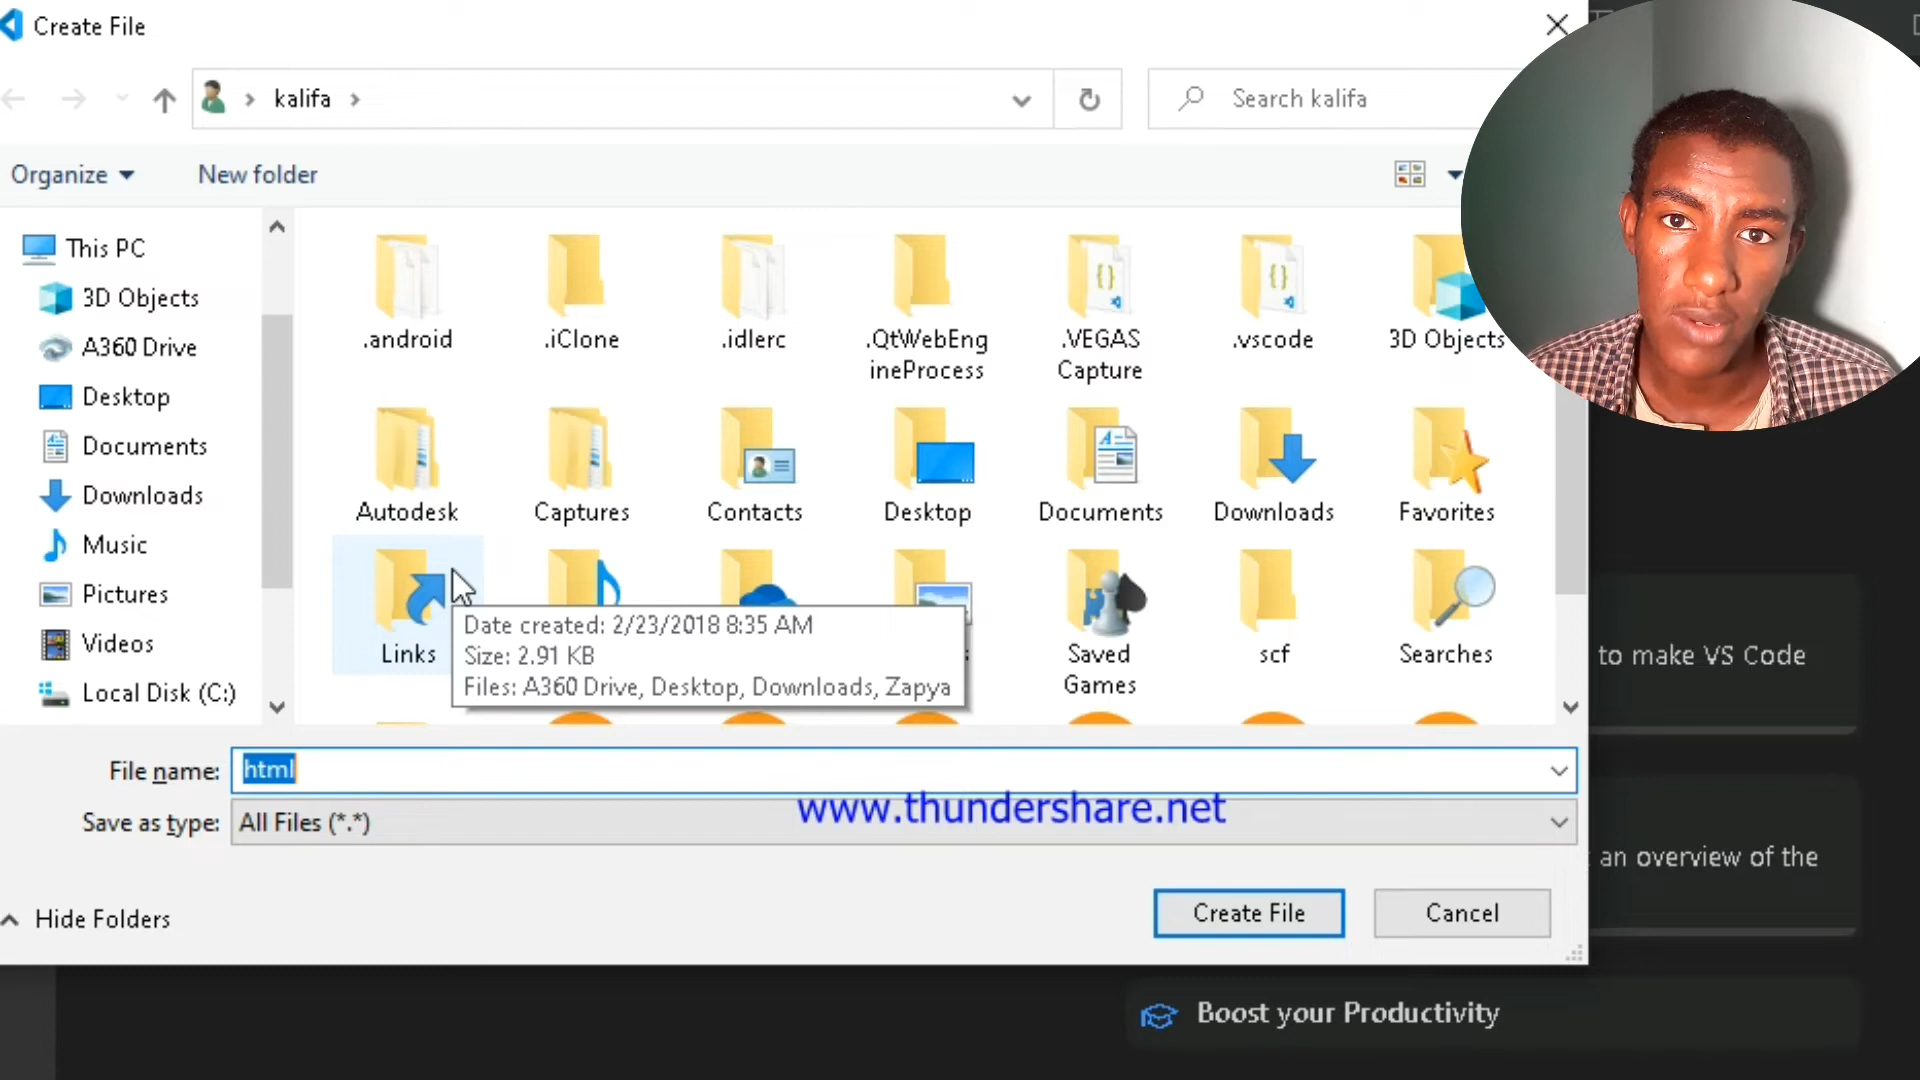 Create File
kalifa
Search kalifa
Organize
New folder
This PC
3D Objects
A360 Drive
Desktop
Documents
Downloads
Music
Pictures
Videos
Local Disk (C:)
.android
.iClone
.idlerc
.QtWebEng
ineProcess
.VEGAS
Capture
.vscode
3D Objects
Autodesk
Captures
Contacts
Desktop
Documents
Downloads
Favorites
Links
Saved
Games
scf
Searches
Date created: 2/23/2018 8:35 AM
Size: 2.91 KB
Files: A360 Drive, Desktop, Downloads, Zapya
File name:
html
Save as type:
All Files (*.*)
www.thundershare.net
Hide Folders
Create File
Cancel
to make VS Code
an overview of the
Boost your Productivity